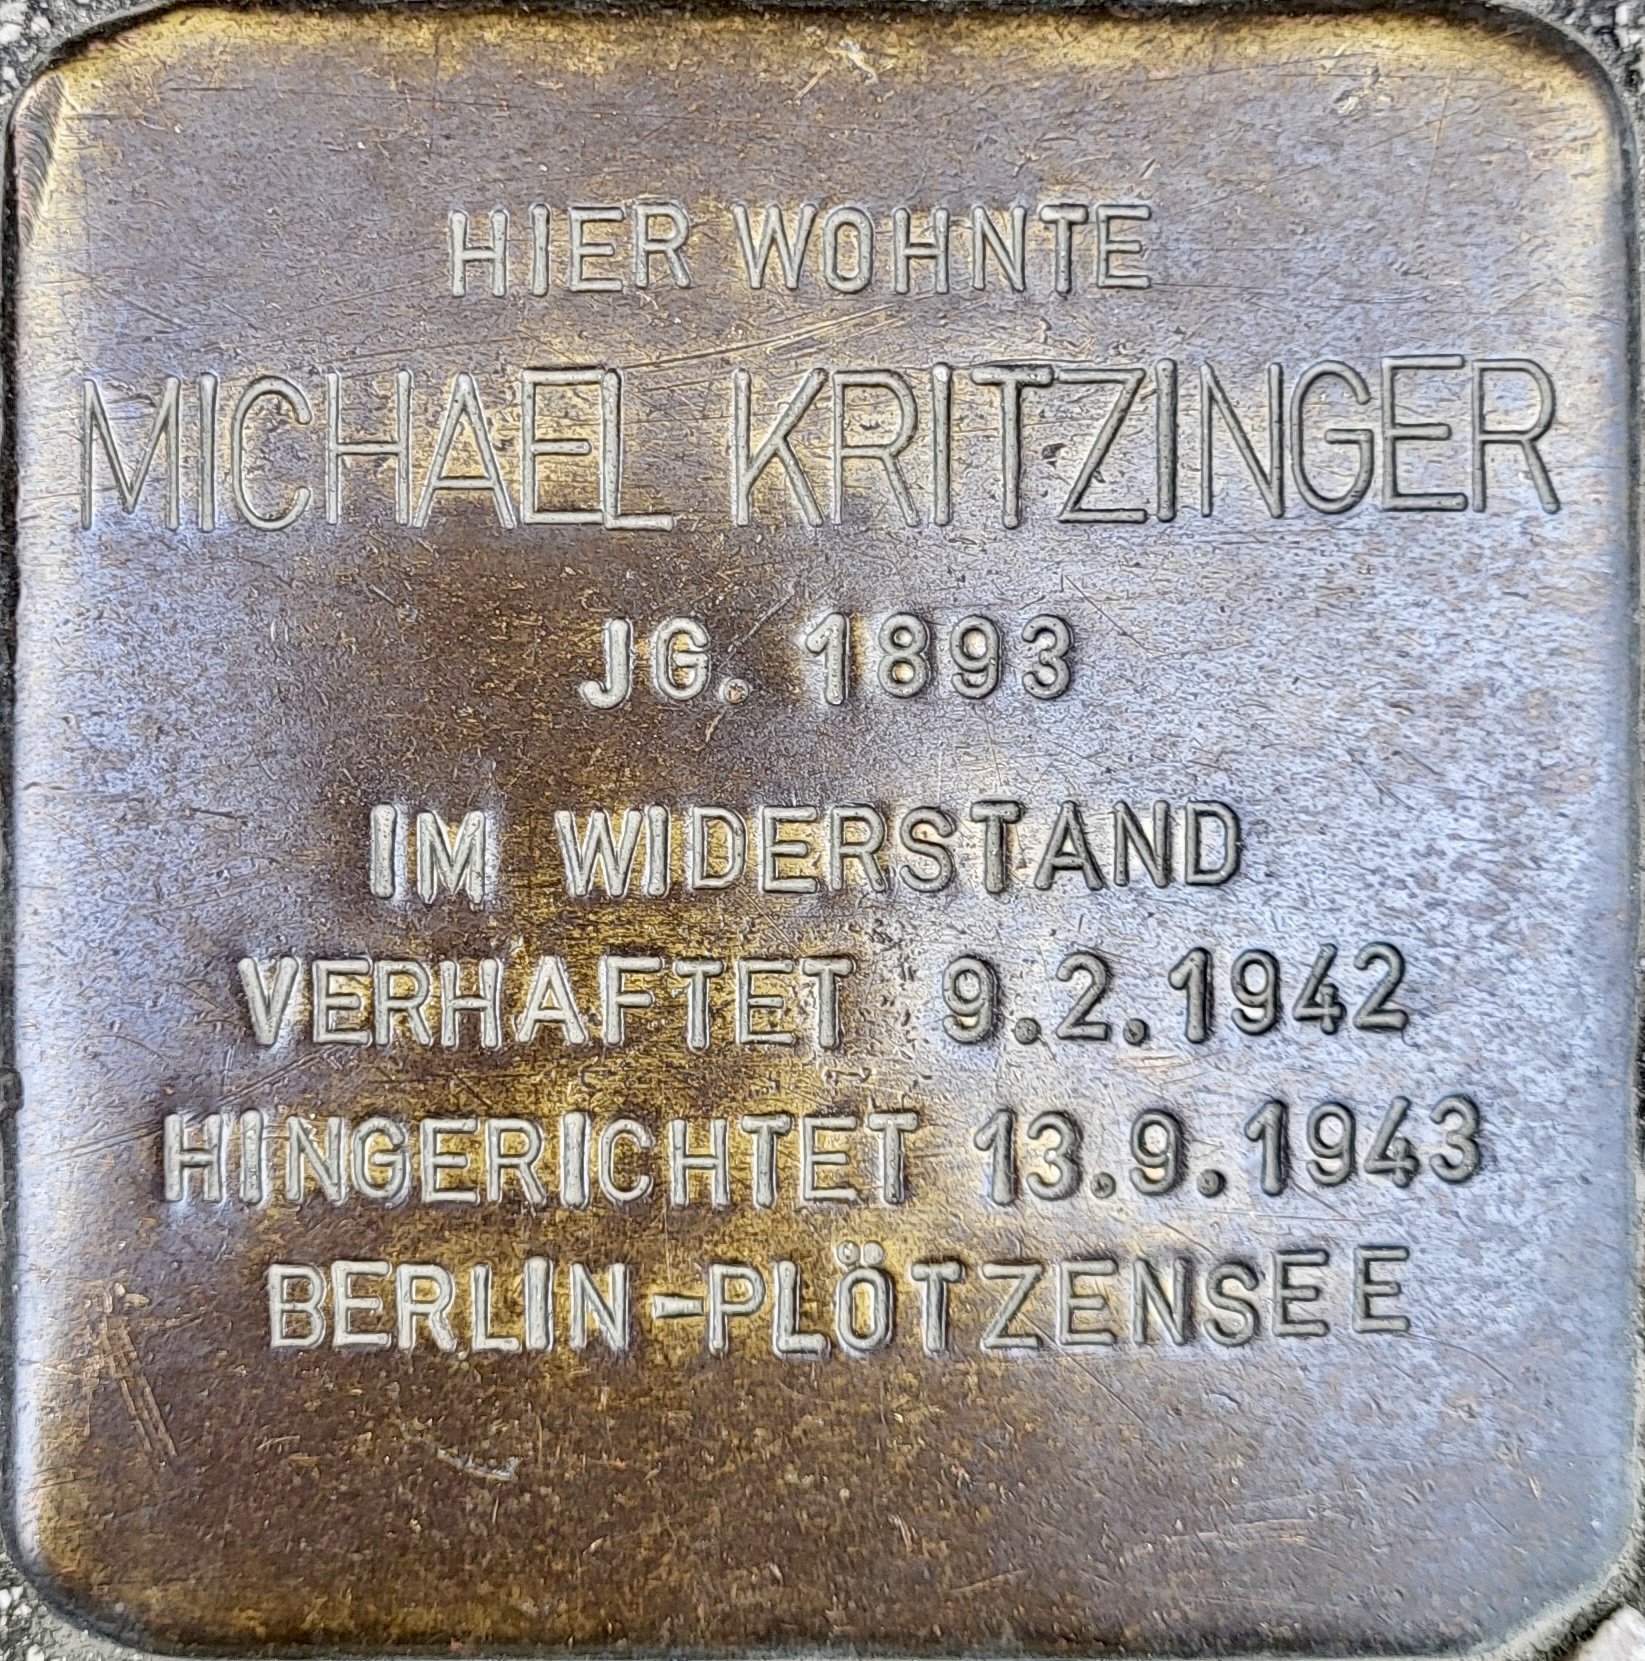 HIER WOHNTE
MICHAEL KRITZINGER
JG. 1893
IM WIDERSTAND
VERHAFTET 9.2.1942
HINGERICHTET 13.9.1943
BERLIN-PLÖTZENSEE